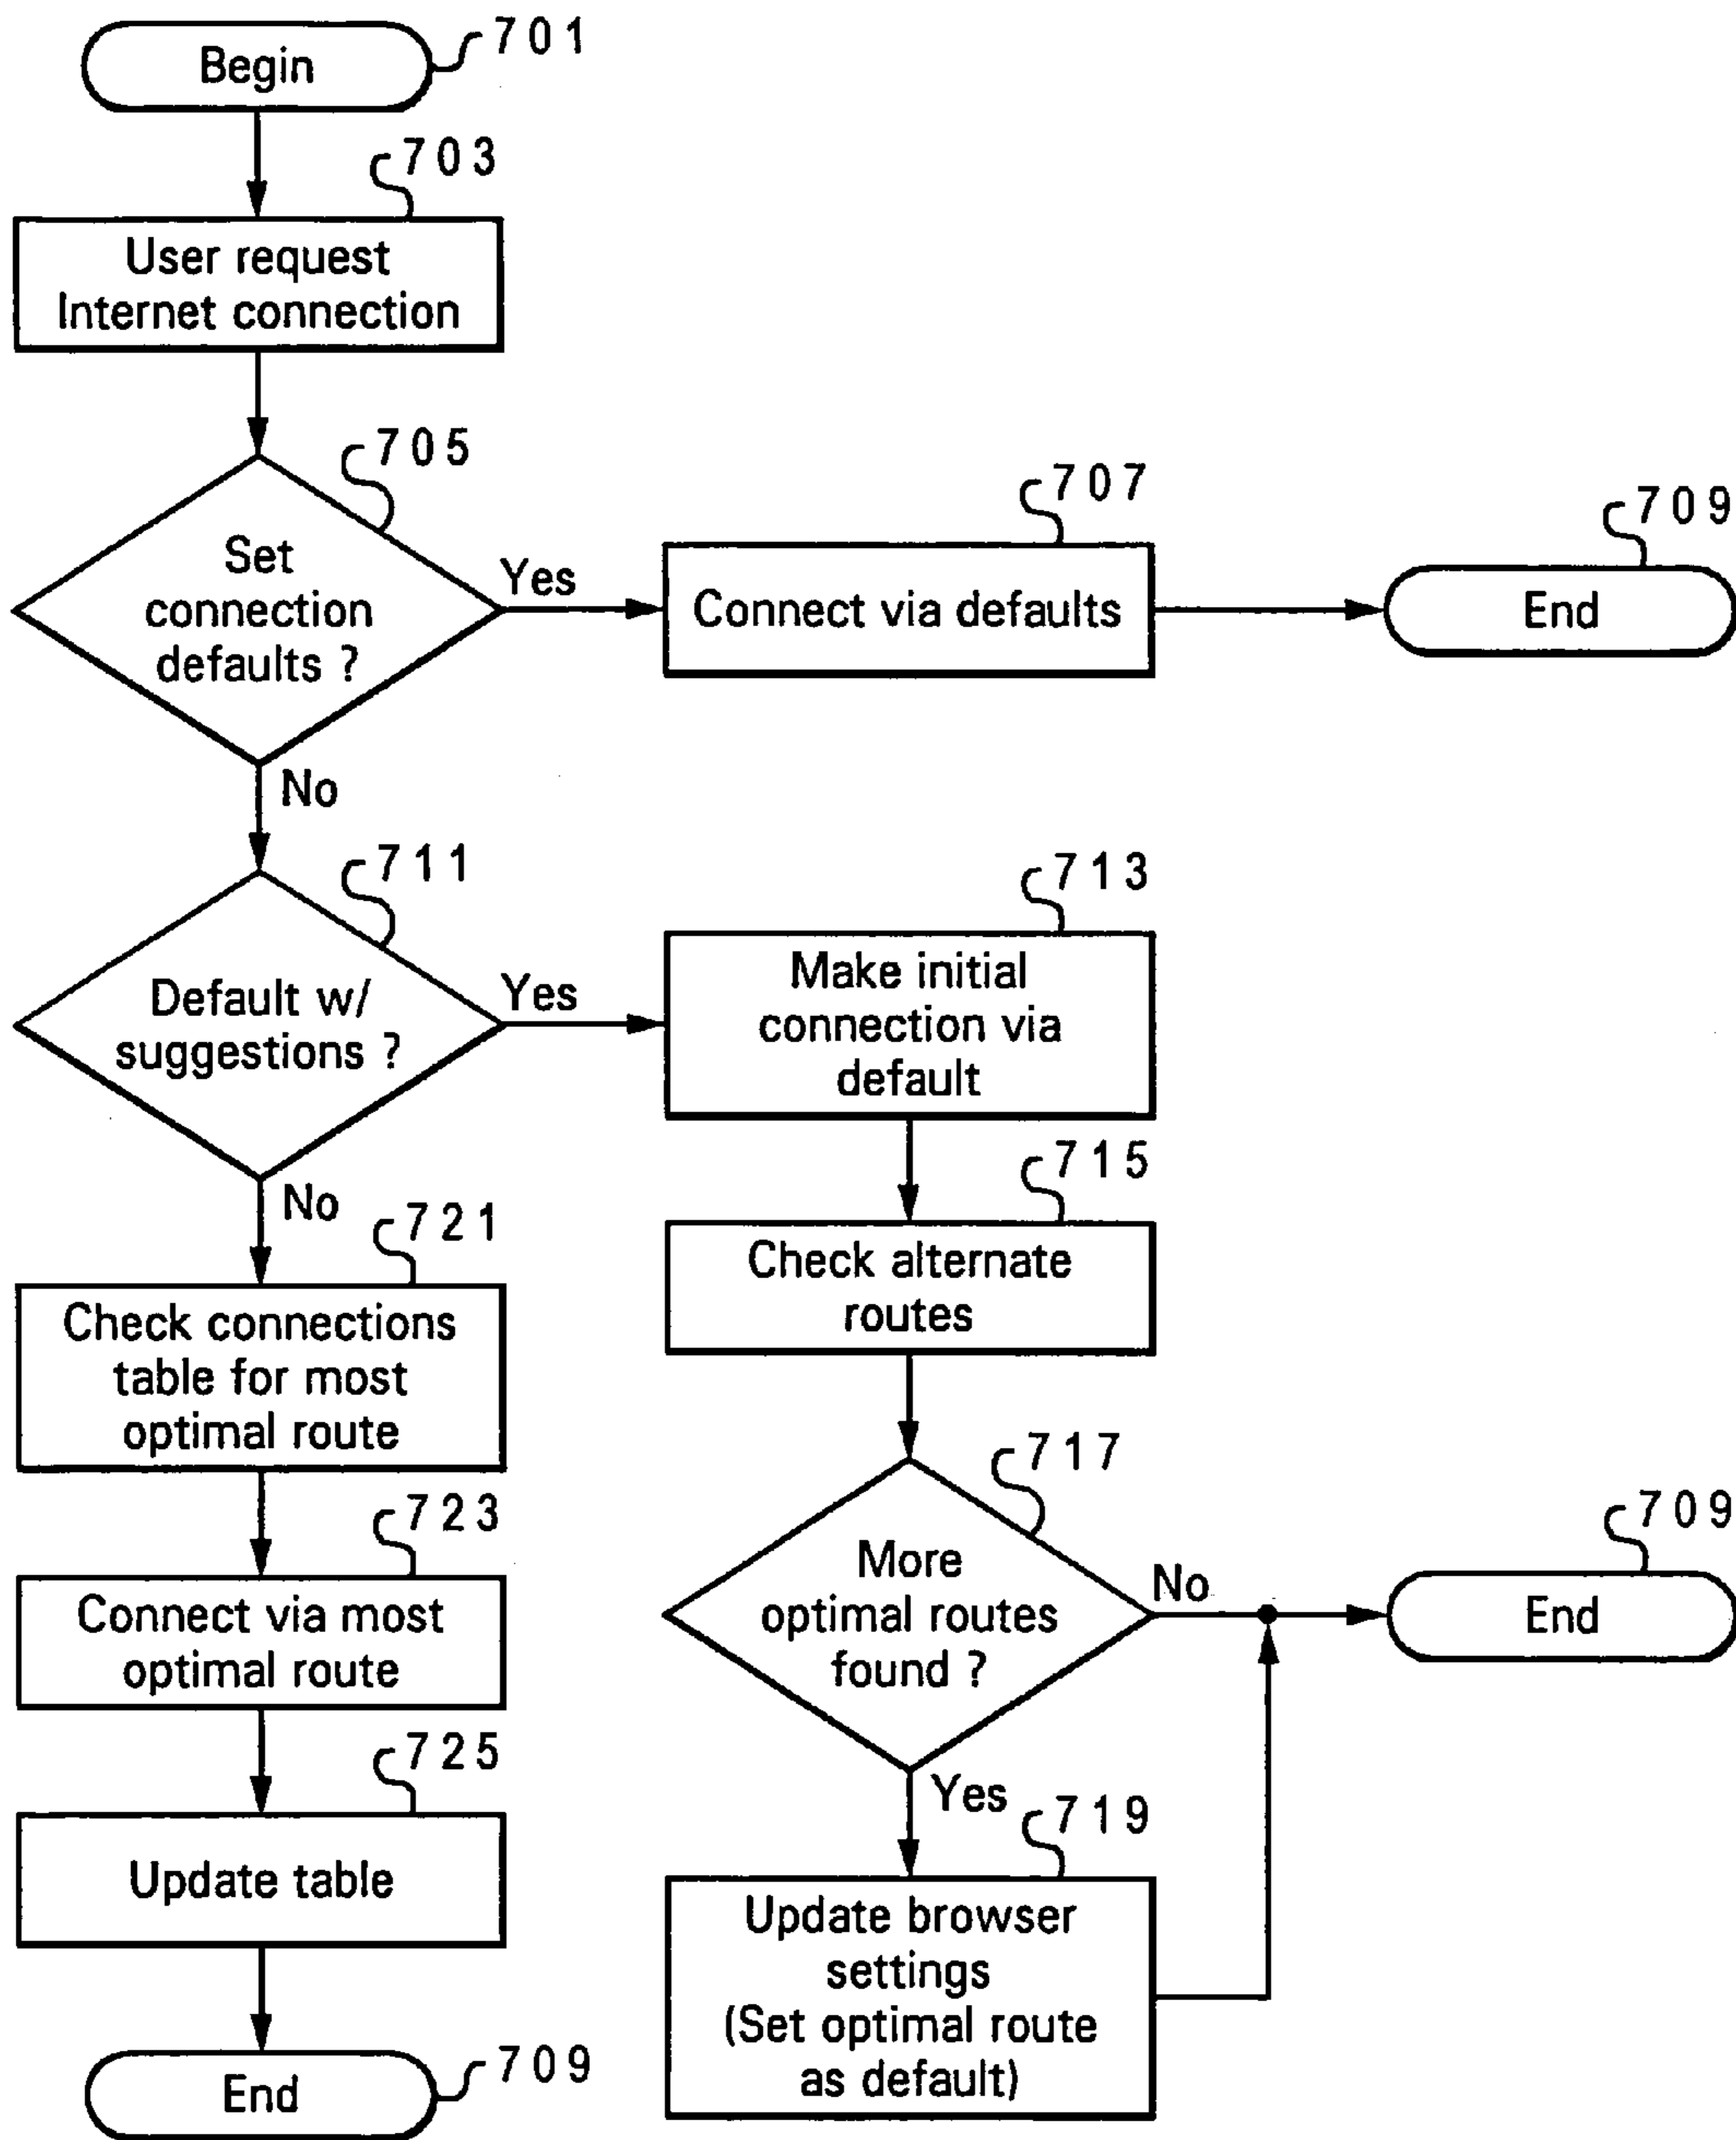 Begin
701
703
User request
Internet connection
705
Set
connection
defaults ?
Yes
707
Connect via defaults
709
End
No
711
Default w/
suggestions ?
Yes
713
Make initial
connection via
default
715
Check alternate
routes
No
721
Check connections
table for most
optimal route
717
More
optimal routes
found ?
No
709
End
723
Connect via most
optimal route
725
Update table
Yes
719
Update browser
settings
(Set optimal route
as default)
End
709